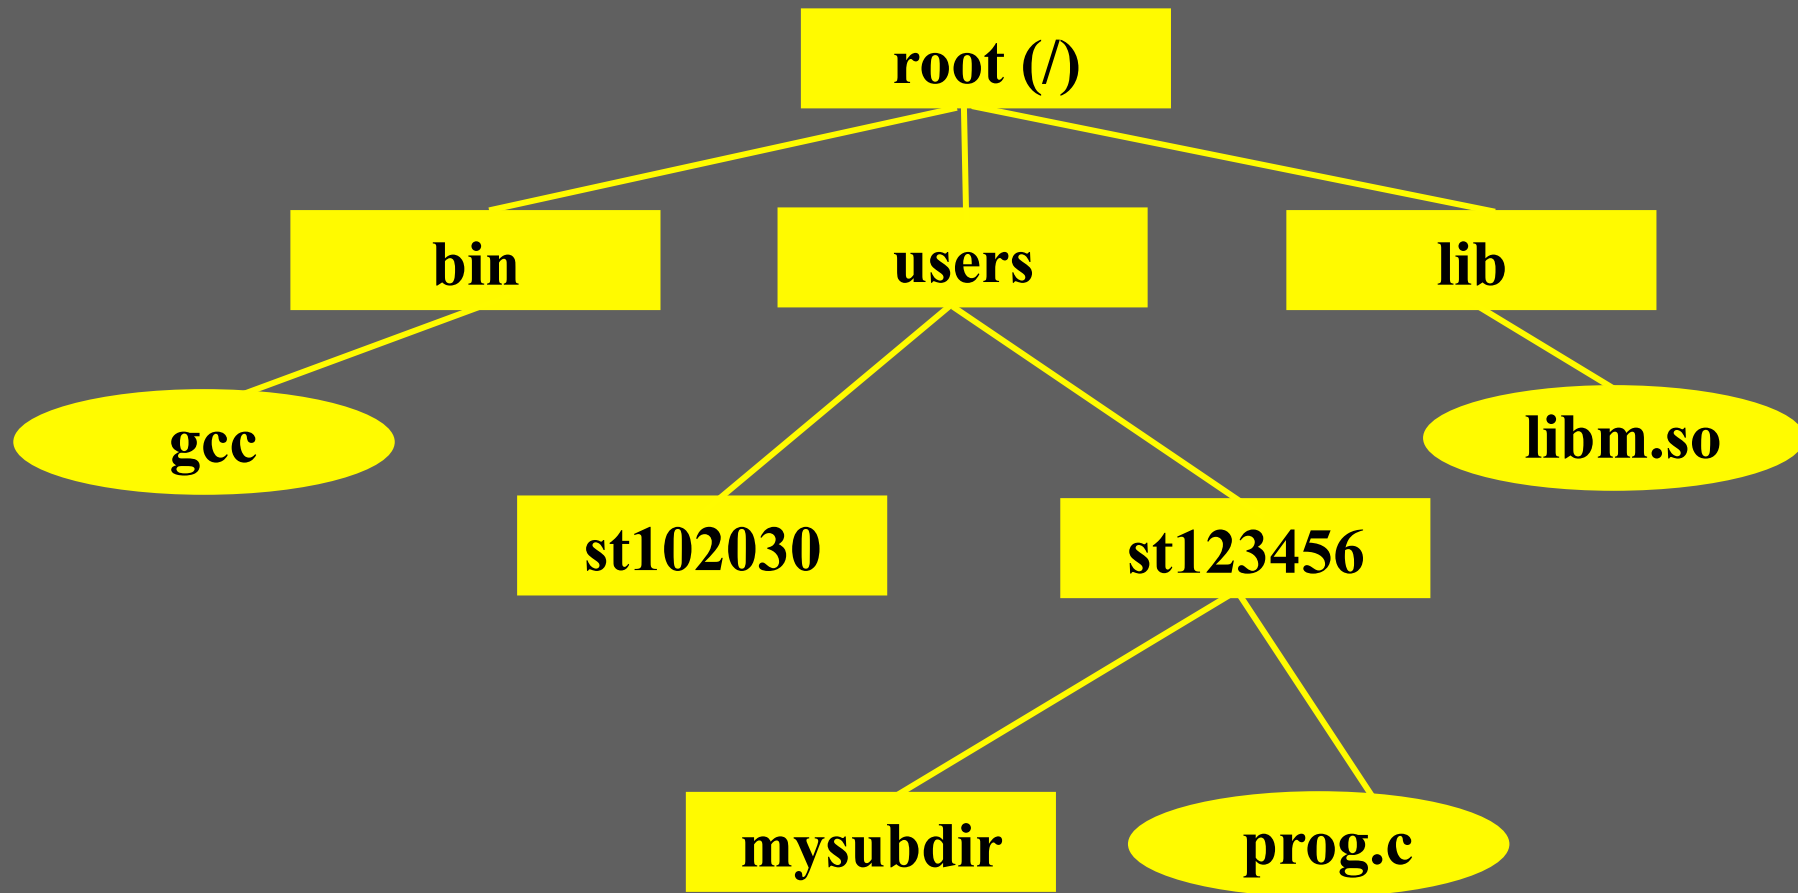 root (/)
bin
users
lib
gcc
libm.so
st102030
st123456
mysubdir
prog.c